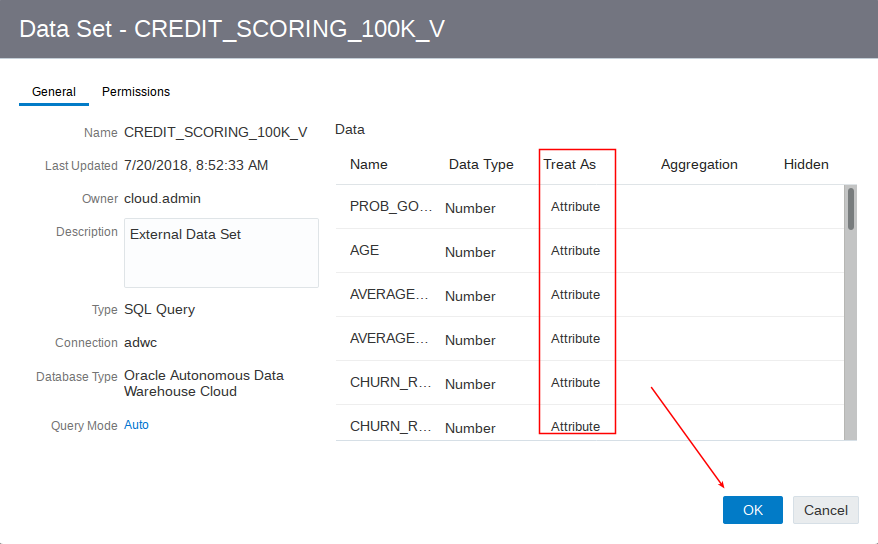 Data Set - CREDIT_SCORING_100K_V
General Permissions
Name CREDIT_SCORING_100K_V
Last Updated 7/20/2018, 8:52:33 AM
Owner cloud.admin
Description External Data Set
Type SQL Query
Connection adwc
Database Type Oracle Autonomous Data
Warehouse Cloud
Query Mode Auto
Data
Name Data Type Treat As Aggregation Hidden
PROB_GO... Number Attribute
AGE Number Attribute
AVERAGE... Number Attribute
AVERAGE... Number Attribute
CHURN_R... Number Attribute
CHURN_R... Number Attribute
OK Cancel